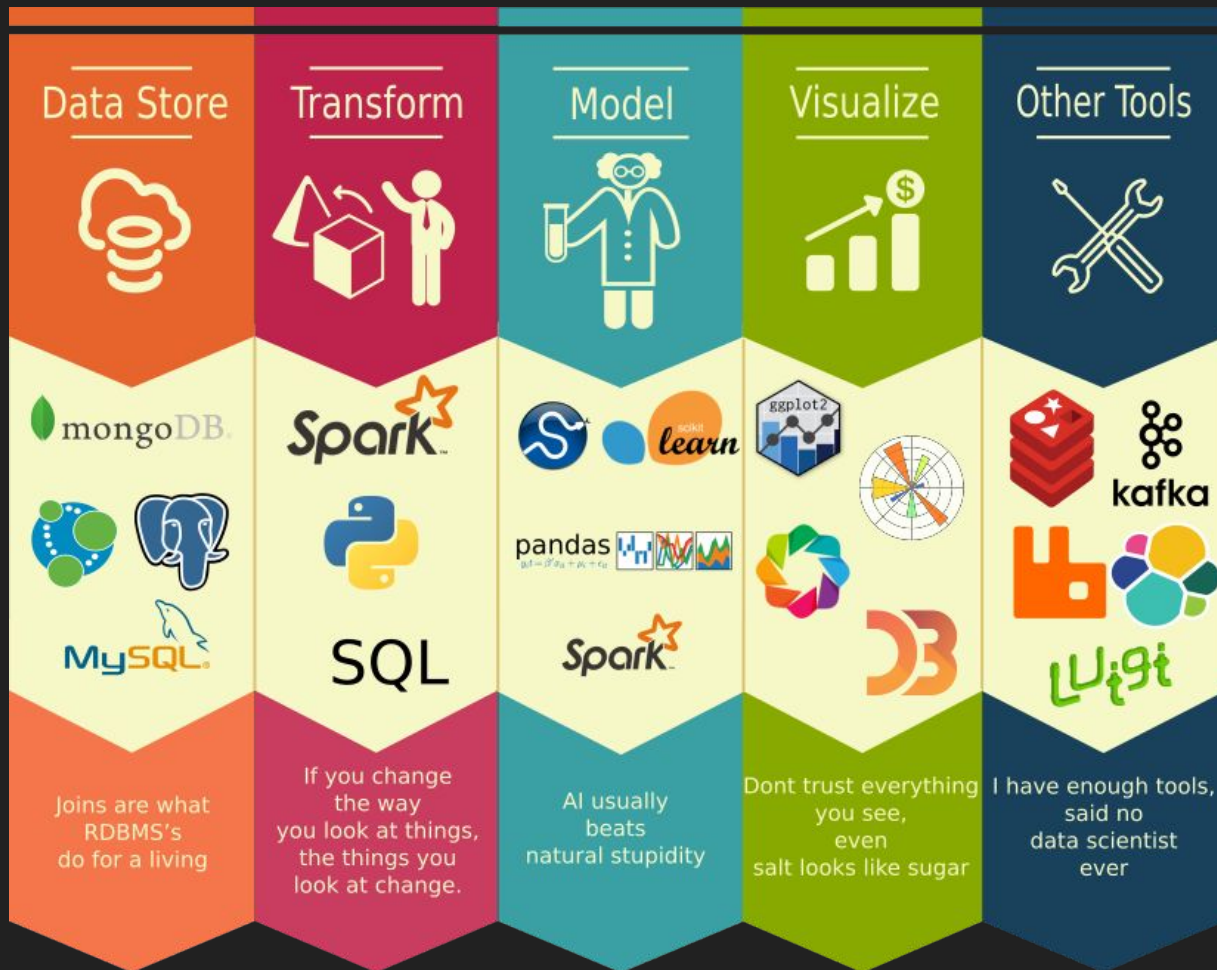 Data Store
Transform
Model
Visualize
Other Tools
$
mongoDB
MySQL
Spark
SQL
scikit
learn
pandas
Spark
ggplot2
D3
kafka
Luigi
Joins are what
RDBMS's
do for a living
If you change
the way
you look at things,
the things you
look at change.
AI usually
beats
natural stupidity
Dont trust everything
you see,
even
salt looks like sugar
I have enough tools,
said no
data scientist
ever